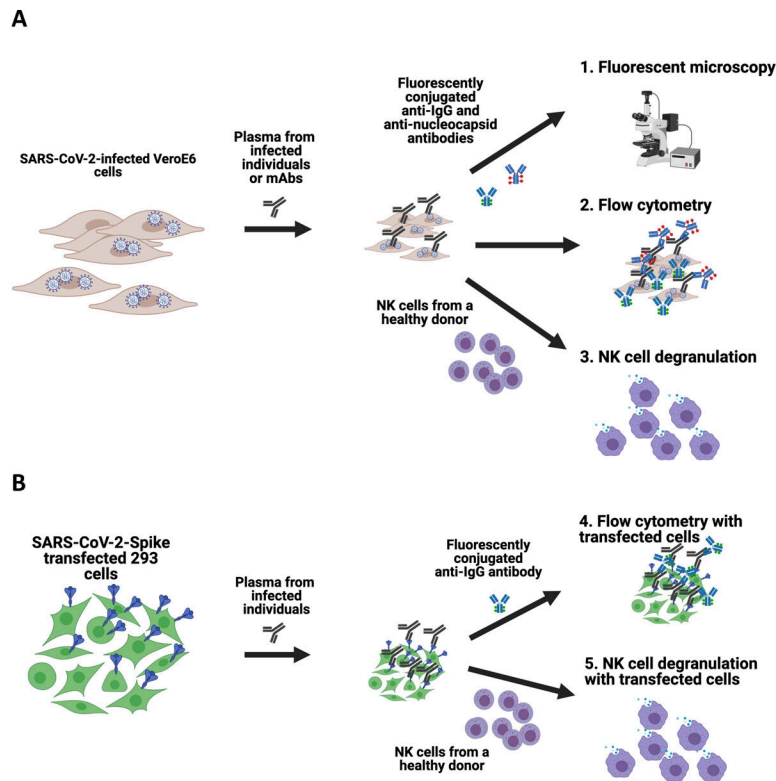 A
SARS-CoV-2-infected VeroE6
cells
Plasma from
infected
individuals
or mAbs
Fluorescently
conjugated
anti-IgG and
anti-nucleocapsid
antibodies
1. Fluorescent microscopy
2. Flow cytometry
NK cells from a
healthy donor
3. NK cell degranulation
B
SARS-CoV-2-Spike
transfected 293
cells
Plasma from
infected
individuals
Fluorescently
conjugated
anti-IgG antibody
4. Flow cytometry with
transfected cells
5. NK cell degranulation
with transfected cells
NK cells from a
healthy donor